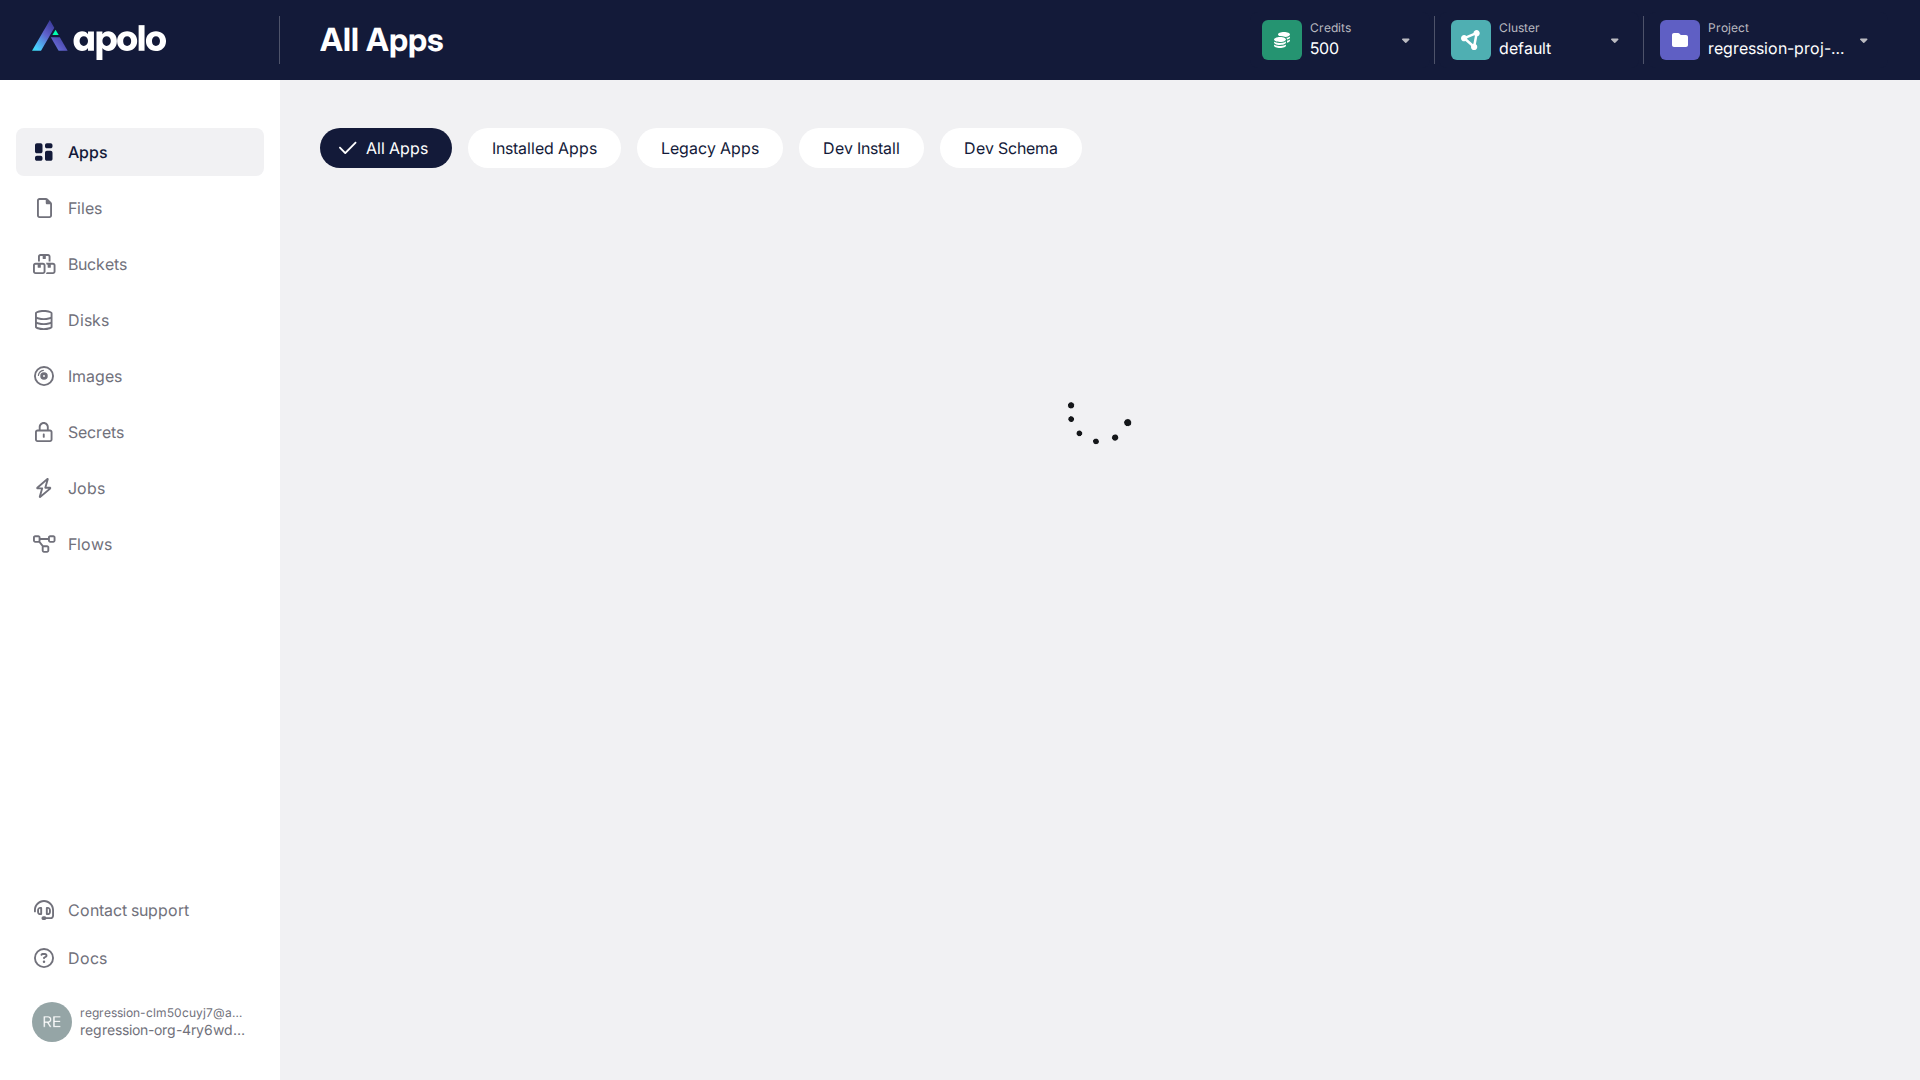 apolo
All Apps
Credits
500
Cluster
default
Project
regression-proj-...
Apps
Files
Buckets
Disks
Images
Secrets
Jobs
Flows
All Apps
Installed Apps
Legacy Apps
Dev Install
Dev Schema
Contact support
Docs
RE
regression-clm50cuyj7@a...
regression-org-4ry6wd...